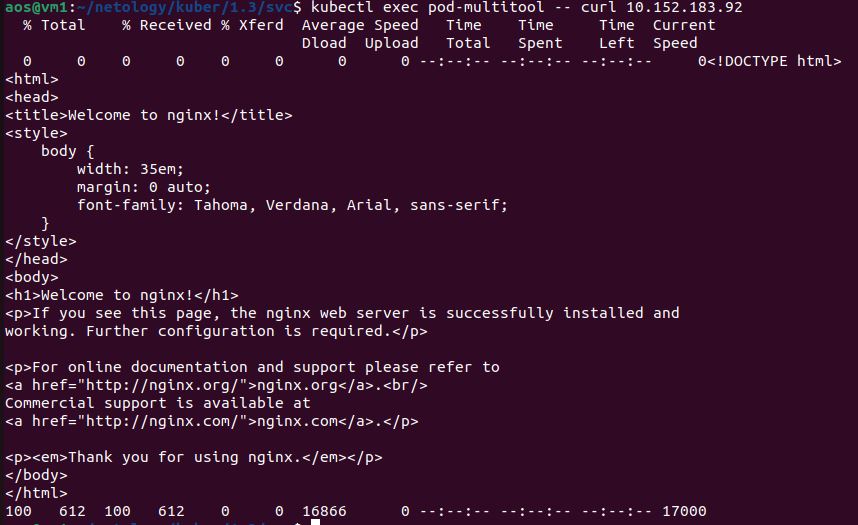 aos@vm1:~/netology/kuber/1.3/svc$ kubectl exec pod-multitool -- curl 10.152.183.92
  % Total    % Received % Xferd  Average Speed   Time    Time     Time  Current
                                 Dload  Upload   Total   Spent    Left  Speed
  0     0    0     0    0     0      0      0 --:--:-- --:--:-- --:--:--     0<!DOCTYPE html>
<html>
<head>
<title>Welcome to nginx!</title>
<style>
    body {
        width: 35em;
        margin: 0 auto;
        font-family: Tahoma, Verdana, Arial, sans-serif;
    }
</style>
</head>
<body>
<h1>Welcome to nginx!</h1>
<p>If you see this page, the nginx web server is successfully installed and
working. Further configuration is required.</p>

<p>For online documentation and support please refer to
<a href="http://nginx.org/">nginx.org</a>.<br/>
Commercial support is available at
<a href="http://nginx.com/">nginx.com</a>.</p>

<p><em>Thank you for using nginx.</em></p>
</body>
</html>
100   612  100   612    0     0  16866      0 --:--:-- --:--:-- --:--:-- 17000